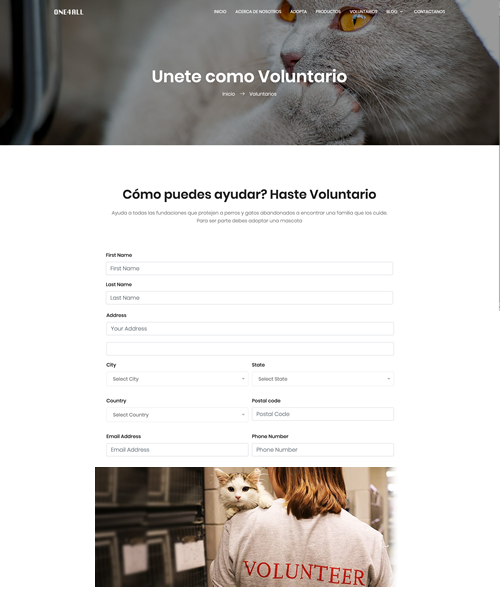 ONE4ALL
INICIO ACERCA DE NOSOTROS ADOPTA PRODUCTOS VOLUNTARIOS BLOG CONTACTANOS
Unete como Voluntario
Inicio → Voluntarios
Cómo puedes ayudar? Haste Voluntario
Ayuda a todas las fundaciones que protejen a perros y gatos abandonados a encontrar una familia que los cuide.
Para ser parte debes adoptar una mascota
First Name
First Name
Last Name
Last Name
Address
Your Address
City State
Select City Select State
Country Postal code
Select Country Postal Code
Email Address Phone Number
Email Address Phone Number
VOLUNTEER